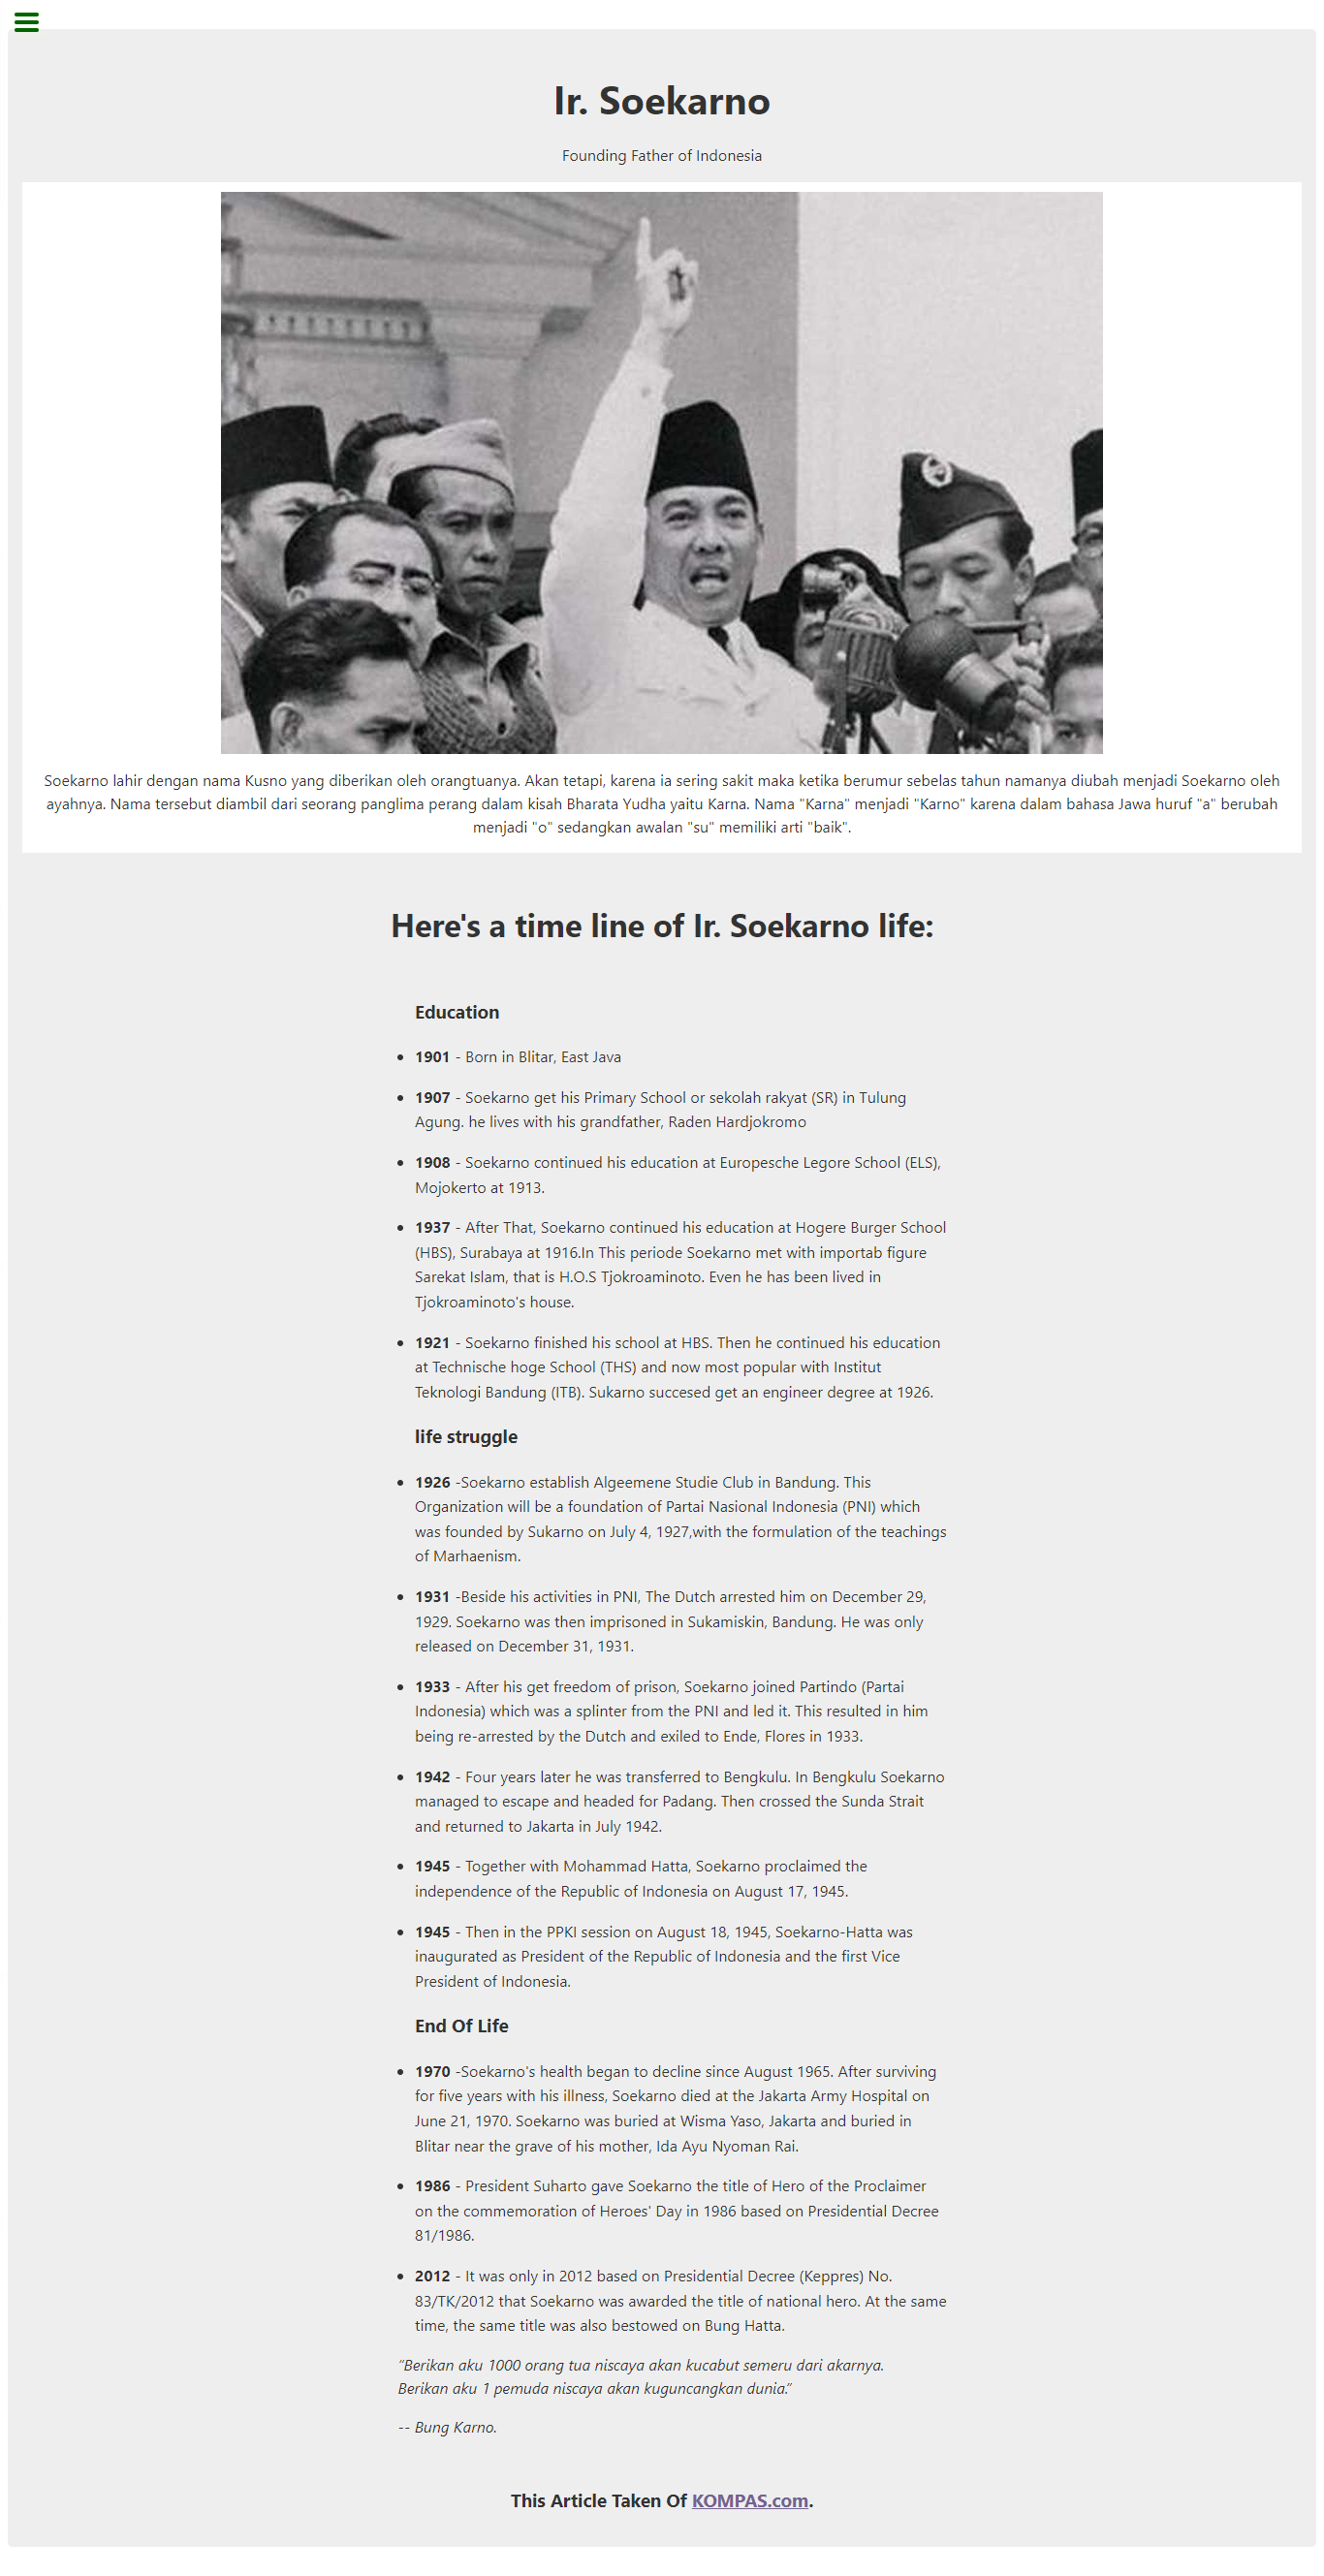 Ir. Soekarno
Founding Father of Indonesia
Soekarno lahir dengan nama Kusno yang diberikan oleh orangtuanya. Akan tetapi, karena ia sering sakit maka ketika berumur sebelas tahun namanya diubah menjadi Soekarno oleh
ayahnya. Nama tersebut diambil dari seorang panglima perang dalam kisah Bharata Yudha yaitu Karna. Nama "Karna" menjadi "Karno" karena dalam bahasa Jawa huruf "a" berubah
menjadi "o" sedangkan awalan "su" memiliki arti "baik".
Here's a time line of Ir. Soekarno life:
Education
• 1901 - Born in Blitar, East Java
• 1907 - Soekarno get his Primary School or sekolah rakyat (SR) in Tulung
Agung. he lives with his grandfather, Raden Hardjokromo
• 1908 - Soekarno continued his education at Europesche Legore School (ELS),
Mojokerto at 1913.
• 1937 - After That, Soekarno continued his education at Hogere Burger School
(HBS), Surabaya at 1916.In This periode Soekarno met with importab figure
Sarekat Islam, that is H.O.S Tjokroaminoto. Even he has been lived in
Tjokroaminoto's house.
• 1921 - Soekarno finished his school at HBS. Then he continued his education
at Technische hoge School (THS) and now most popular with Institut
Teknologi Bandung (ITB). Sukarno succesed get an engineer degree at 1926.
life struggle
• 1926 -Soekarno establish Algeemene Studie Club in Bandung. This
Organization will be a foundation of Partai Nasional Indonesia (PNI) which
was founded by Sukarno on July 4, 1927,with the formulation of the teachings
of Marhaenism.
• 1931 -Beside his activities in PNI, The Dutch arrested him on December 29,
1929. Soekarno was then imprisoned in Sukamiskin, Bandung. He was only
released on December 31, 1931.
• 1933 - After his get freedom of prison, Soekarno joined Partindo (Partai
Indonesia) which was a splinter from the PNI and led it. This resulted in him
being re-arrested by the Dutch and exiled to Ende, Flores in 1933.
• 1942 - Four years later he was transferred to Bengkulu. In Bengkulu Soekarno
managed to escape and headed for Padang. Then crossed the Sunda Strait
and returned to Jakarta in July 1942.
• 1945 - Together with Mohammad Hatta, Soekarno proclaimed the
independence of the Republic of Indonesia on August 17, 1945.
• 1945 - Then in the PPKI session on August 18, 1945, Soekarno-Hatta was
inaugurated as President of the Republic of Indonesia and the first Vice
President of Indonesia.
End Of Life
• 1970 -Soekarno's health began to decline since August 1965. After surviving
for five years with his illness, Soekarno died at the Jakarta Army Hospital on
June 21, 1970. Soekarno was buried at Wisma Yaso, Jakarta and buried in
Blitar near the grave of his mother, Ida Ayu Nyoman Rai.
• 1986 - President Suharto gave Soekarno the title of Hero of the Proclaimer
on the commemoration of Heroes' Day in 1986 based on Presidential Decree
81/1986.
• 2012 - It was only in 2012 based on Presidential Decree (Keppres) No.
83/TK/2012 that Soekarno was awarded the title of national hero. At the same
time, the same title was also bestowed on Bung Hatta.
“Berikan aku 1000 orang tua niscaya akan kucabut semeru dari akarnya.
Berikan aku 1 pemuda niscaya akan kuguncangkan dunia.”
-- Bung Karno.
This Article Taken Of KOMPAS.com.